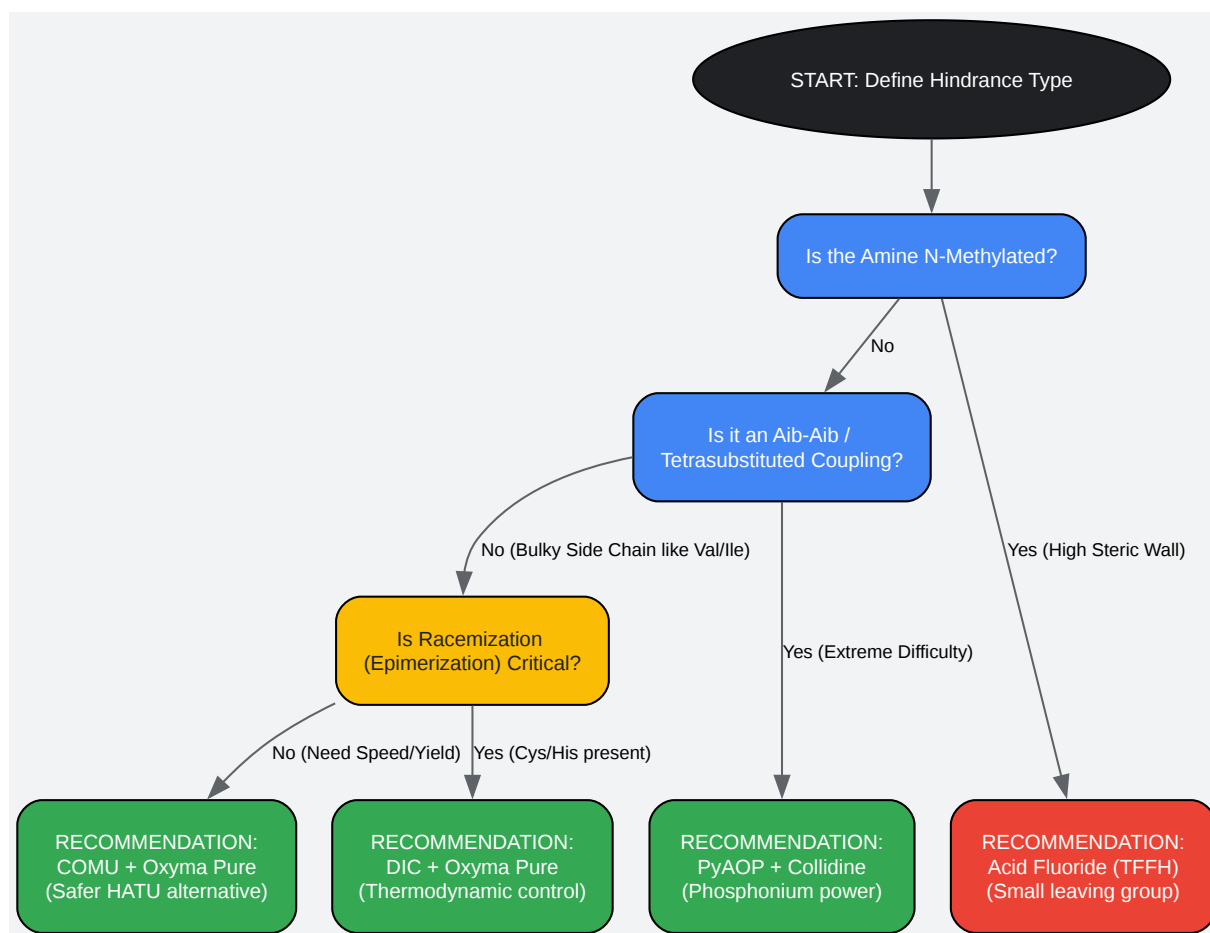 START: Define Hindrance Type
Is the Amine N-Methylated?
No
Is it an Aib-Aib /
Tetrasubstituted Coupling?
No (Bulky Side Chain like Val/Ile)
Yes (High Steric Wall)
Is Racemization
(Epimerization) Critical?
Yes (Extreme Difficulty)
No (Need Speed/Yield)
Yes (Cys/His present)
RECOMMENDATION:
COMU + Oxyma Pure
(Safer HATU alternative)
RECOMMENDATION:
DIC + Oxyma Pure
(Thermodynamic control)
RECOMMENDATION:
PyAOP + Collidine
(Phosphonium power)
RECOMMENDATION:
Acid Fluoride (TFFH)
(Small leaving group)